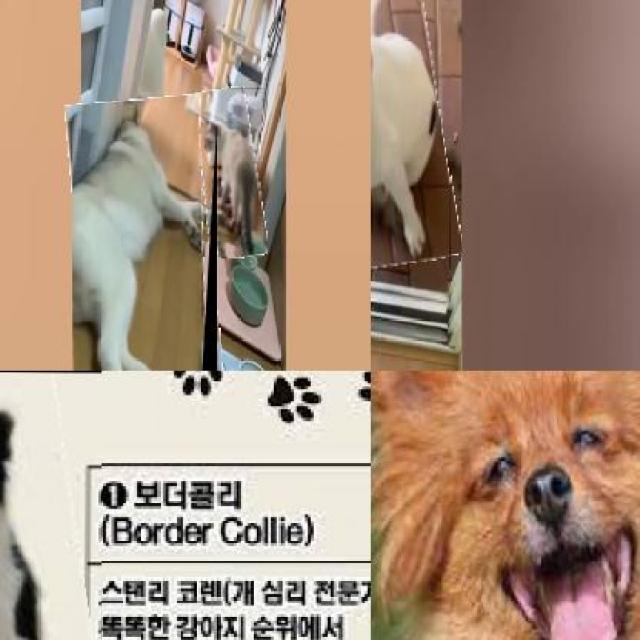 ❶ 보더콜리
(Border Collie)
스탠리 코렌(개 심리 전문가
똑똑한 강아지 순위에서